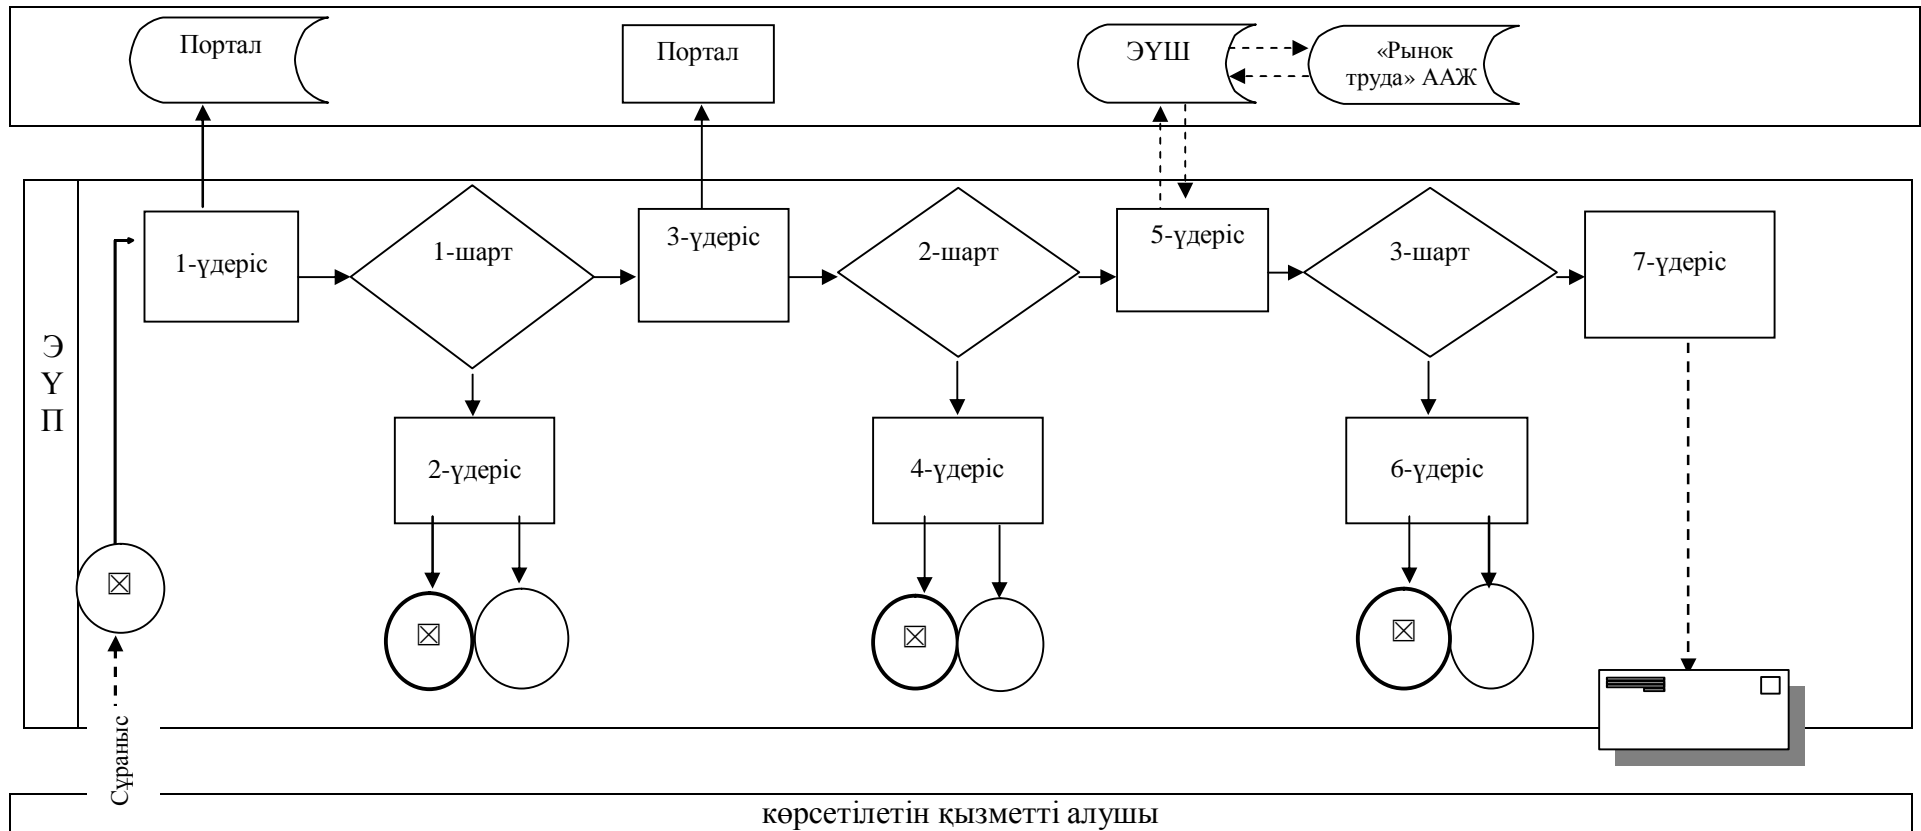 Портал
Портал
ЭҮШ
«Рынок
труда» ААЖ
1-үдеріс
1-шарт
3-үдеріс
2-шарт
5-үдеріс
3-шарт
7-үдеріс
Э
Ү
П
2-үдеріс
4-үдеріс
6-үдеріс
Сұраныс
көрсетілетін қызметті алушы